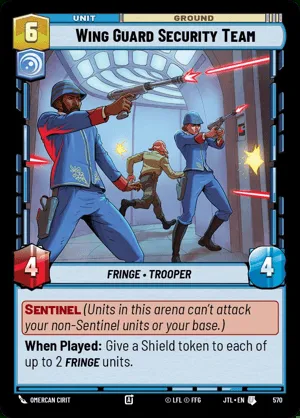 UNIT
GROUND
6
WING GUARD SECURITY TEAM
4
4
FRINGE • TROOPER
SENTINEL (Units in this arena can't attack
your non-Sentinel units or your base.)
When Played: Give a Shield token to each of
up to 2 FRINGE units.
OMERCAN CIRIT
© LFL © FFG
JTL • EN
570